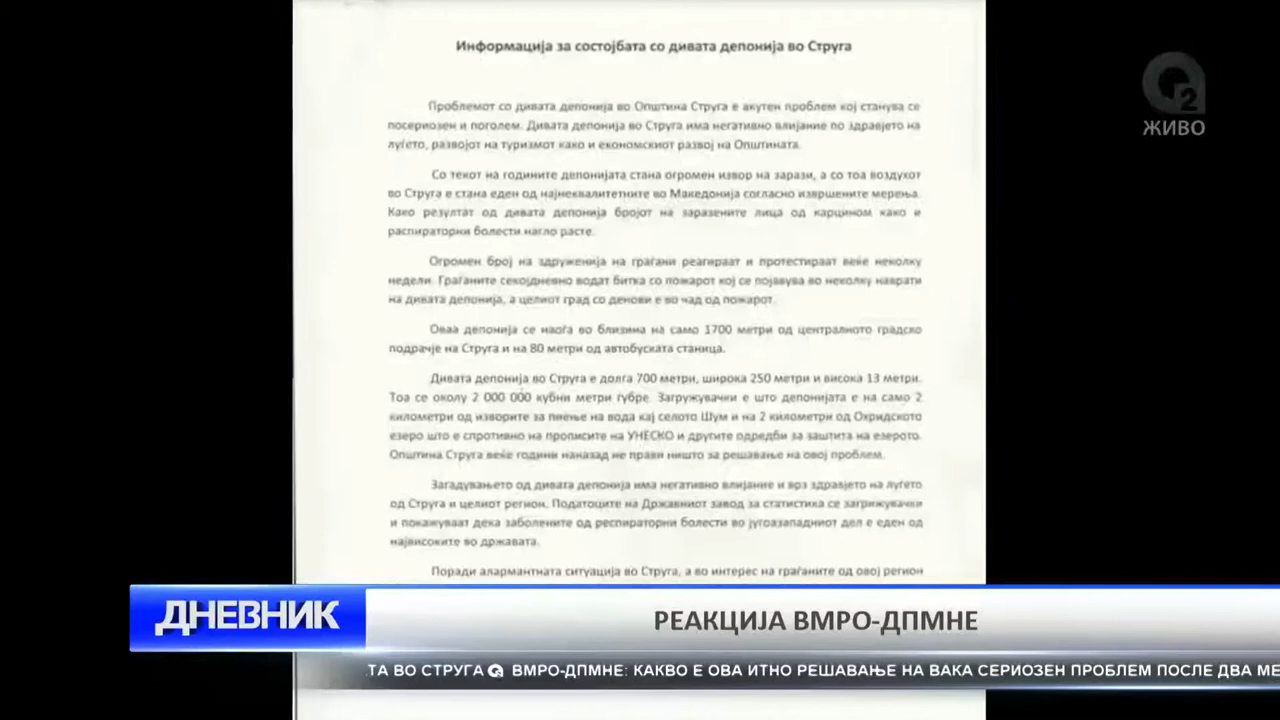 Информација за состојбата со дивата депонија во Струга
2
ЖИВО
Проблемот со дивата депонија во Општина Струга е акутен проблем кој станува се
посериозен и поголем. Дивата депонија во Струга има негативно влијание по здравјето на
луѓето, развојот на туризмот како и економскиот развој на Општината.
Со текот на годините депонијата стана огромен извор на зарази, а со тоа воздухот
во Струга е стана еден од најнеквалитетните во Македонија согласно извршените мерења.
Како резултат од дивата депонија бројот на заразените лица од карцином како и
распираторни болести нагло расте.
Огромен број на здруженија на граѓани реагираат и протестираат веќе неколку
недели. Граѓаните секојдневно водат битка со пожарот кој се појавува во неколку наврати
на дивата депонија, а целиот град со денови е во чад од пожарот.
Оваа депонија се наоѓа во близина на само 1700 метри од централното градско
подрачје на Струга и на 80 метри од автобуската станица.
Дивата депонија во Струга е долга 700 метри, широка 250 метри и висока 13 метри.
Тоа се околу 2 000 000 кубни метри ѓубре. Загружувачки е што депонијата е на само 2
километри од изворите за пиење на вода кај селото Шум и на 2 километри од Охридското
езеро што е спротивно на прописите на УНЕСКО и другите одредби за заштита на езерото.
Општина Струга веќе години наназад не прави ништо за решавање на овој проблем.
Загадувањето од дивата депонија има негативно влијание и врз здравјето на луѓето
од Струга и целиот регион. Податоците на Државниот завод за статистика се загрижувачки
и покажуваат дека заболените од респираторни болести во југоазападниот дел е еден од
највисоките во државата.
Поради алармантната ситуација во Струга, а во интерес на граѓаните од овој регион
ДНЕВНИК
РЕАКЦИЈА ВМРО-ДПМНЕ
ТА ВО СТРУГА ВМРО-ДПМНЕ: КАКВО Е ОВА ИТНО РЕШАВАЊЕ НА ВАКА СЕРИОЗЕН ПРОБЛЕМ ПОСЛЕ ДВА МЕ